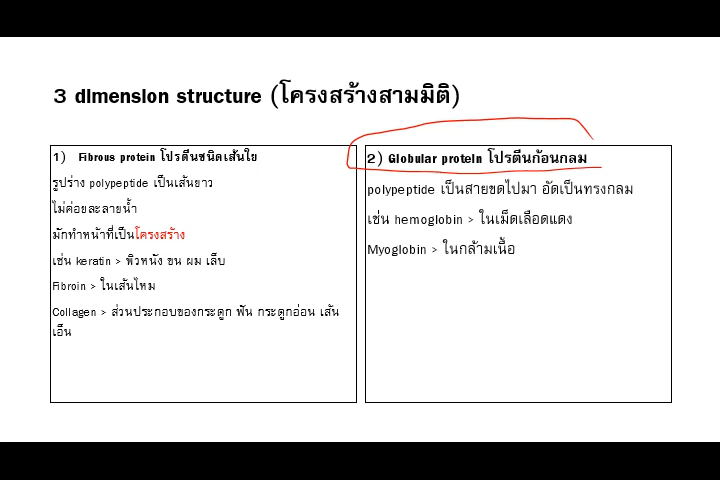 3 dimension structure (โครงสร้างสามมิติ)
1) Fibrous protein โปรตีนชนิดเส้นใย
รูปร่าง polypeptide เป็นเส้นยาว
ไม่ค่อยละลายน้ำ
มักทำหน้าที่เป็นโครงสร้าง
เช่น keratin > ผิวหนัง ขน ผม เล็บ
Fibroin > ในเส้นไหม
Collagen > ส่วนประกอบของกระดูก ฟัน กระดูกอ่อน เส้น
เอ็น
2) Globular protein โปรตีนก้อนกลม
polypeptide เป็นสายขดไปมา อัดเป็นทรงกลม
เช่น hemoglobin > ในเม็ดเลือดแดง
Myoglobin > ในกล้ามเนื้อ